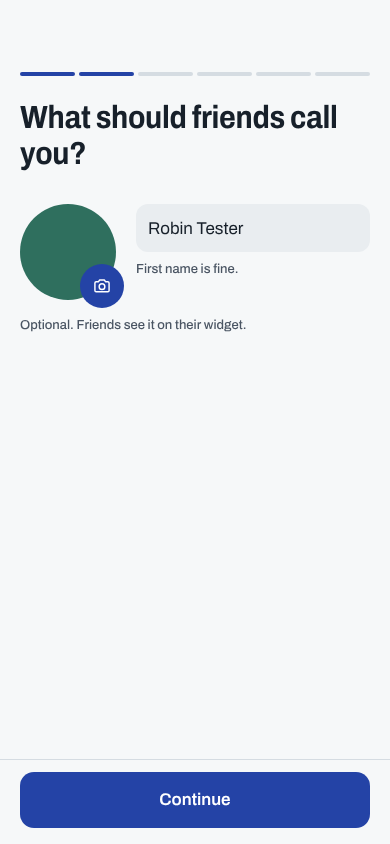 What should friends call
you?
Robin Tester
First name is fine.
Optional. Friends see it on their widget.
Continue